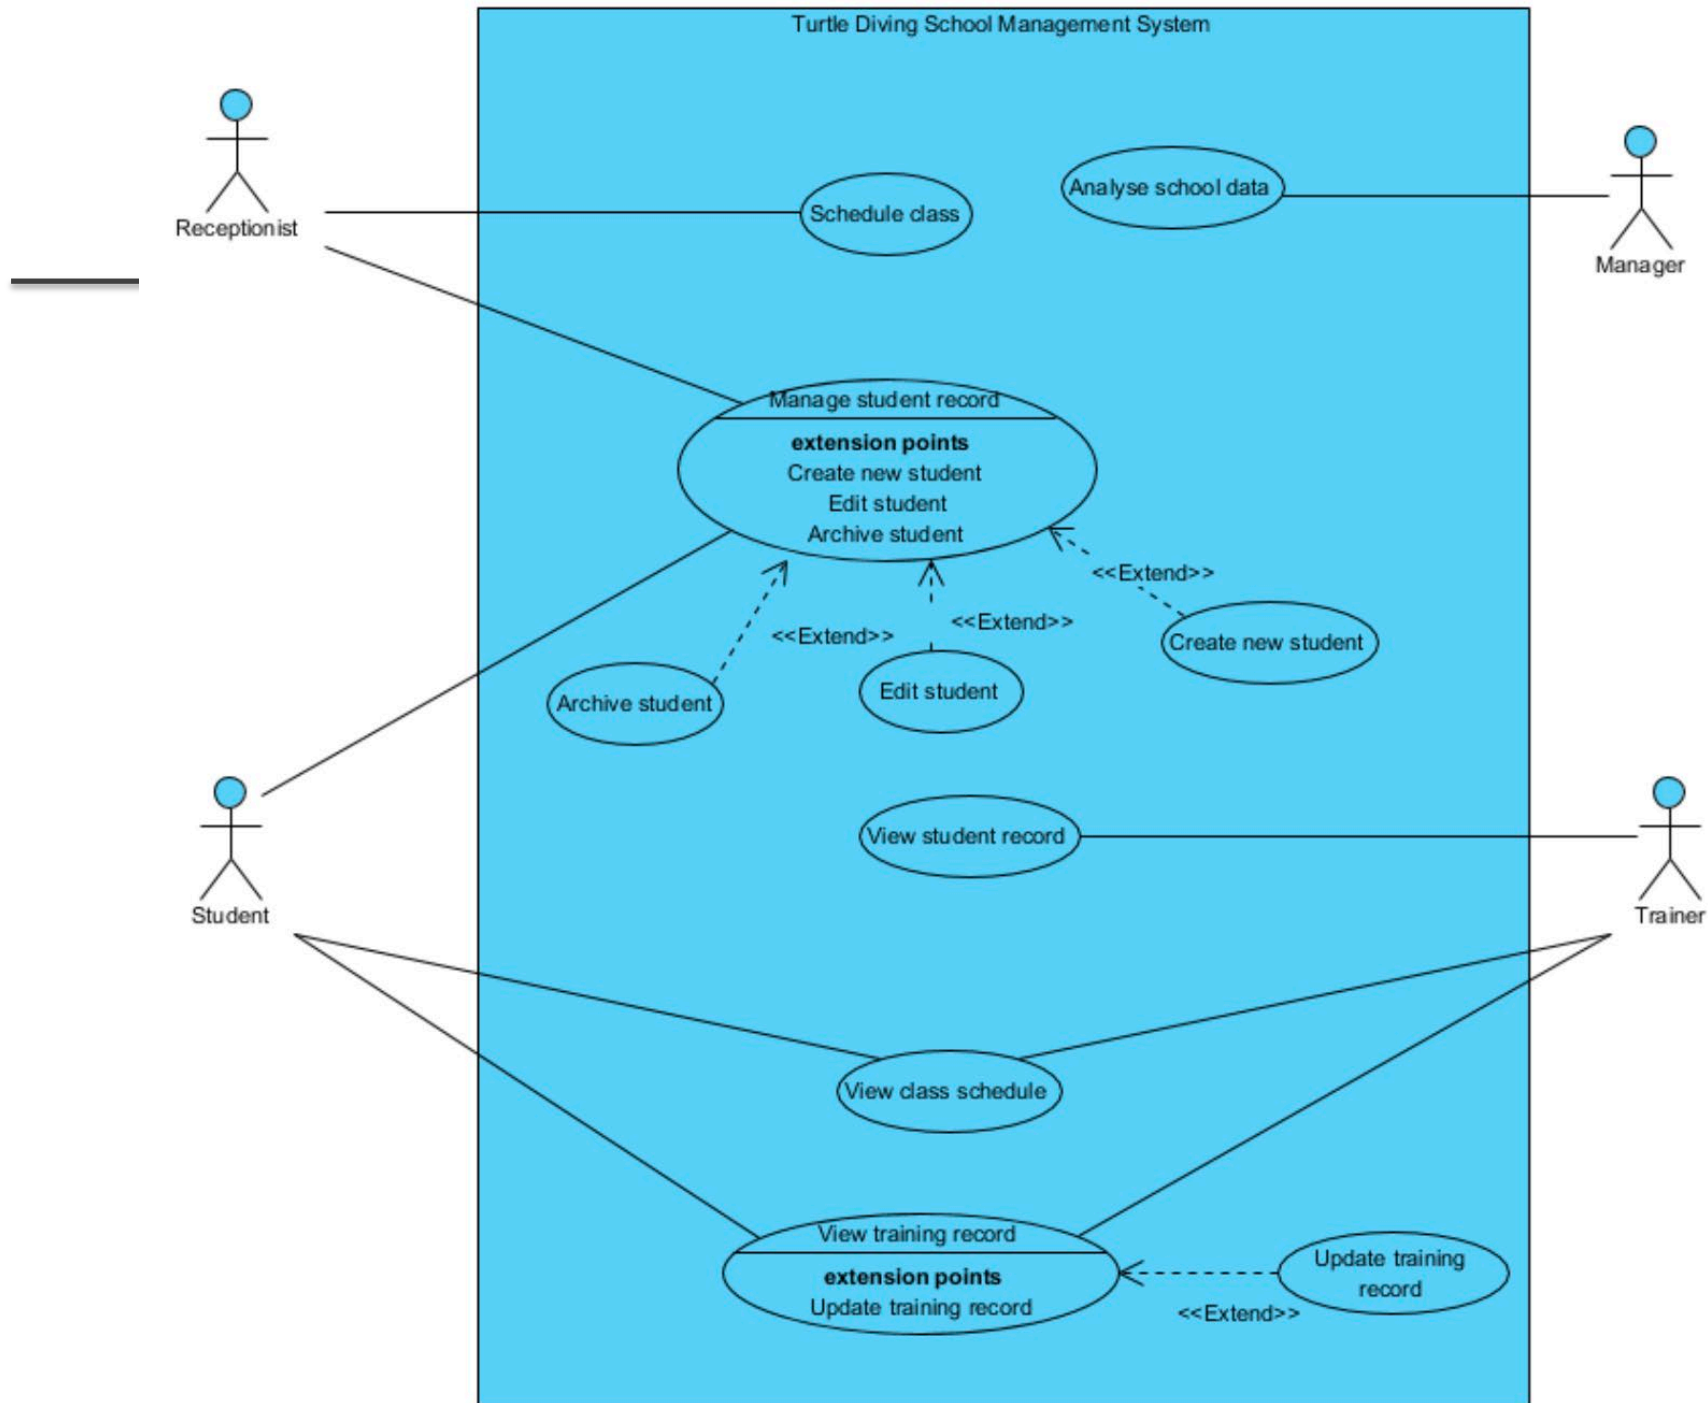 Turtle Diving School Management System
Receptionist
Schedule class
Analyse school data
Manager
Manage student record
extension points
Create new student
Edit student
Archive student
<<Extend>>
<<Extend>>
<<Extend>>
Archive student
Edit student
Create new student
View student record
Student
Trainer
View class schedule
View training record
extension points
Update training record
Update training
record
<<Extend>>